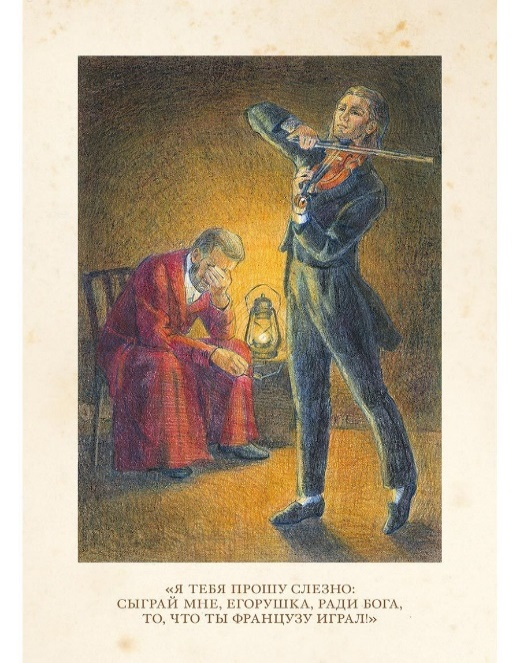 «Я ТЕБЯ ПРОШУ СЛЕЗНО:
СЫГРАЙ МНЕ, ЕГОРУШКА, РАДИ БОГА,
ТО, ЧТО ТЫ ФРАНЦУЗУ ИГРАЛ!»